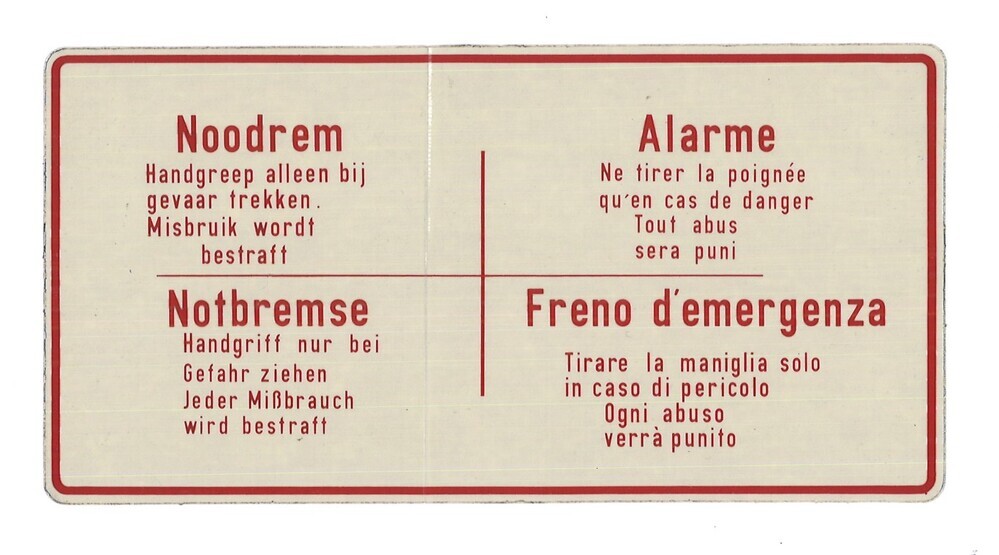 Noodrem
Handgreep alleen bij
gevaar trekken.
Misbruik wordt
bestraft
Alarme
Ne tirer la poignée
qu'en cas de danger
Tout abus
sera puni
Notbremse
Handgriff nur bei
Gefahr ziehen
Jeder Mißbrauch
wird bestraft
Freno d'emergenza
Tirare la maniglia solo
in caso di pericolo
Ogni abuso
verrà punito